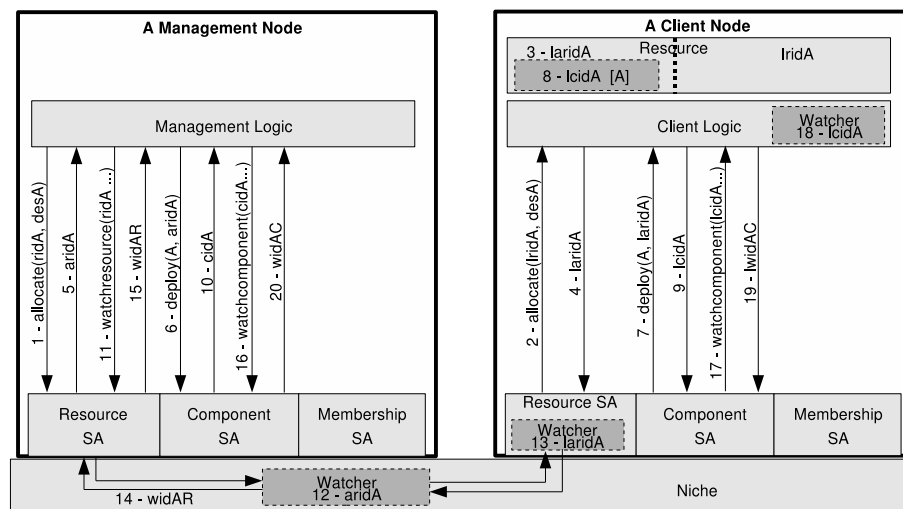 A Management Node
Management Logic
1 - allocate(ridA, desA)
5 - aridA
11 - watchresource(ridA ...)
15 - widAR
6 - deploy(A, aridA)
10 - cidA
16 - watchcomponent(cidA...)
20 - widAC
Resource
SA
Component
SA
Membership
SA
A Client Node
3 - laridA
Resource
lridA
8 - lcidA [A]
Client Logic
Watcher
18 - lcidA
2 - allocate(lridA, desA)
4 - laridA
7 - deploy(A, laridA)
9 - lcidA
17 - watchcomponent(lcidA...)
19 - lwidAC
Resource SA
Watcher
13 - laridA
Component
SA
Membership
SA
14 - widAR
Watcher
12 - aridA
Niche